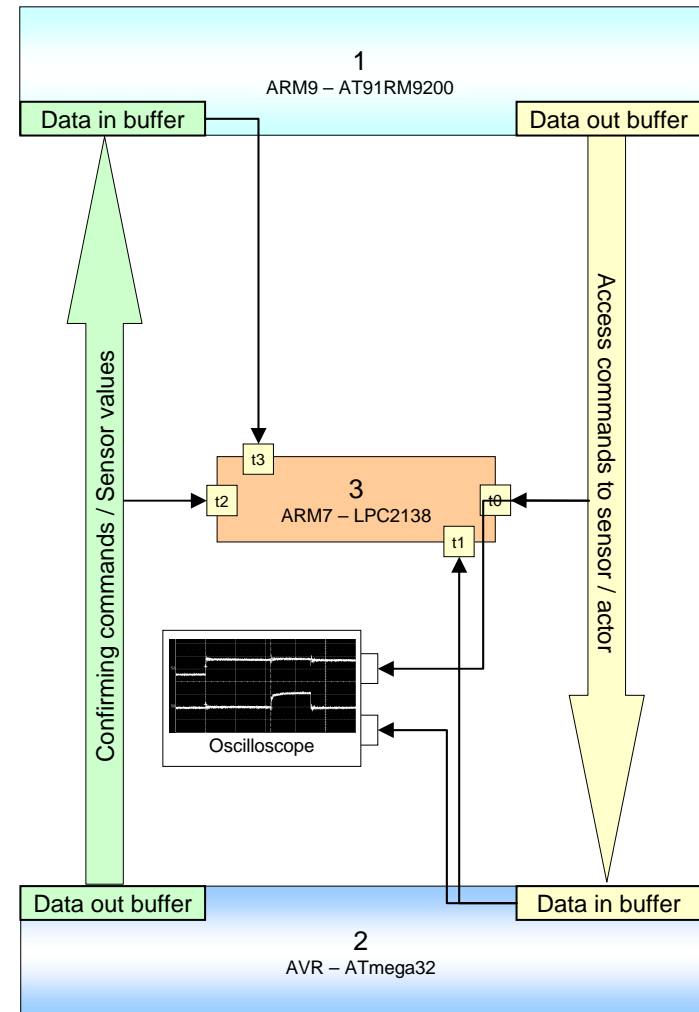 1
ARM9 – AT91RM9200
Data in buffer
Data out buffer
Confirming commands / Sensor values
Access commands to sensor / actor
t3
3
t2
t0
ARM7 – LPC2138
t1
Oscilloscope
Data out buffer
Data in buffer
2
AVR – ATmega32